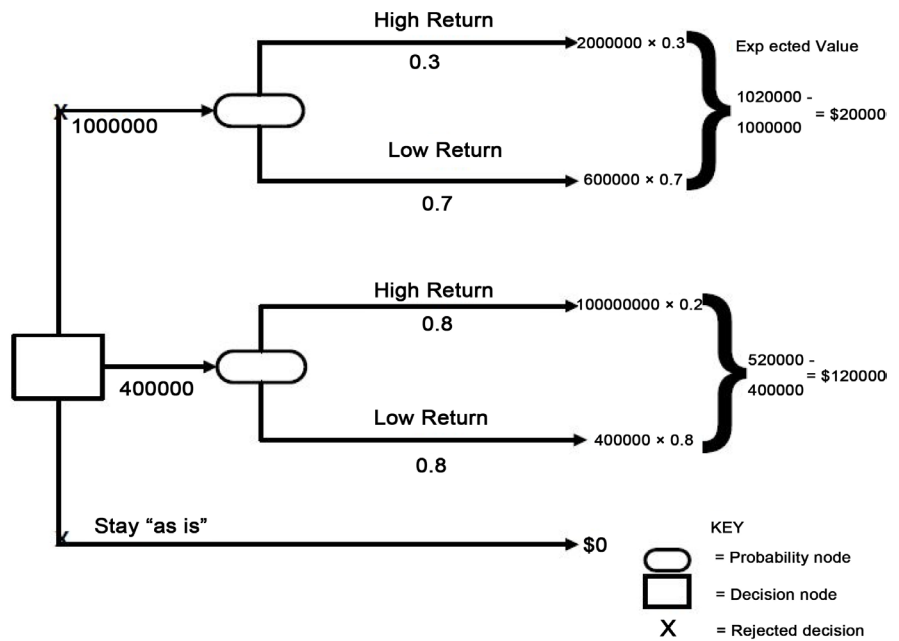 High Return
0.3
2000000 × 0.3
Exp ected Value
X
1000000
1020000 -
1000000
= $20000
Low Return
0.7
600000 × 0.7
High Return
0.8
100000000 × 0.2
400000
520000 -
400000
= $120000
Low Return
0.8
400000 × 0.8
X
Stay “as is”
$0
KEY
= Probability node
= Decision node
X = Rejected decision